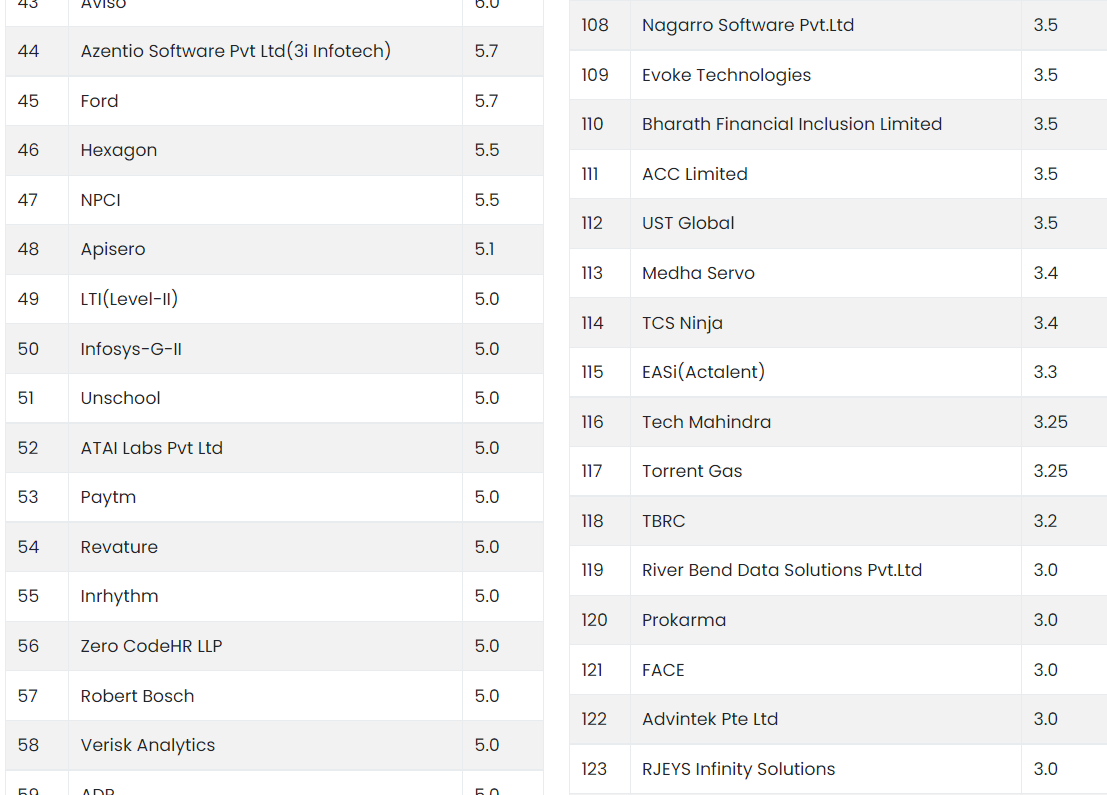 43 Aviso 6.0
44 Azentio Software Pvt Ltd(3i Infotech) 5.7
45 Ford 5.7
46 Hexagon 5.5
47 NPCI 5.5
48 Apisero 5.1
49 LTI(Level-II) 5.0
50 Infosys-G-II 5.0
51 Unschool 5.0
52 ATAI Labs Pvt Ltd 5.0
53 Paytm 5.0
54 Revature 5.0
55 Inrhythm 5.0
56 Zero CodeHR LLP 5.0
57 Robert Bosch 5.0
58 Verisk Analytics 5.0
59 ADP 5.0
108 Nagarro Software Pvt.Ltd 3.5
109 Evoke Technologies 3.5
110 Bharath Financial Inclusion Limited 3.5
111 ACC Limited 3.5
112 UST Global 3.5
113 Medha Servo 3.4
114 TCS Ninja 3.4
115 EASi(Actalent) 3.3
116 Tech Mahindra 3.25
117 Torrent Gas 3.25
118 TBRC 3.2
119 River Bend Data Solutions Pvt.Ltd 3.0
120 Prokarma 3.0
121 FACE 3.0
122 Advintek Pte Ltd 3.0
123 RJEYS Infinity Solutions 3.0